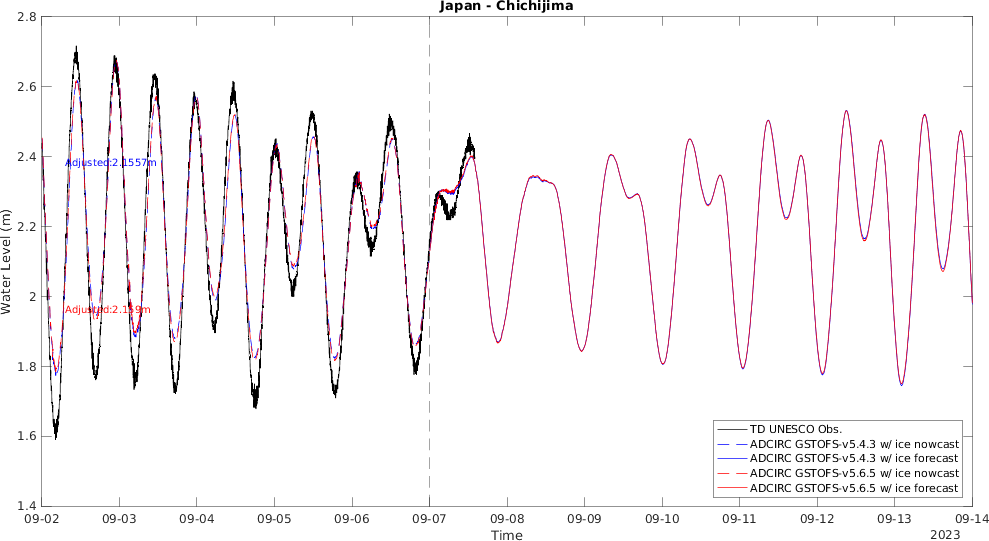 Japan - Chichijima
2.8
2.6
2.4
2.2
2
1.8
1.6
1.4
Water Level (m)
Adjusted:2.1557m
Adjusted:2.159m
TD UNESCO Obs.
ADCIRC GSTOFS-v5.4.3 w/ ice nowcast
ADCIRC GSTOFS-v5.4.3 w/ ice forecast
ADCIRC GSTOFS-v5.6.5 w/ ice nowcast
ADCIRC GSTOFS-v5.6.5 w/ ice forecast
09-02 09-03 09-04 09-05 09-06 09-07 09-08 09-09 09-10 09-11 09-12 09-13 09-14
Time
2023